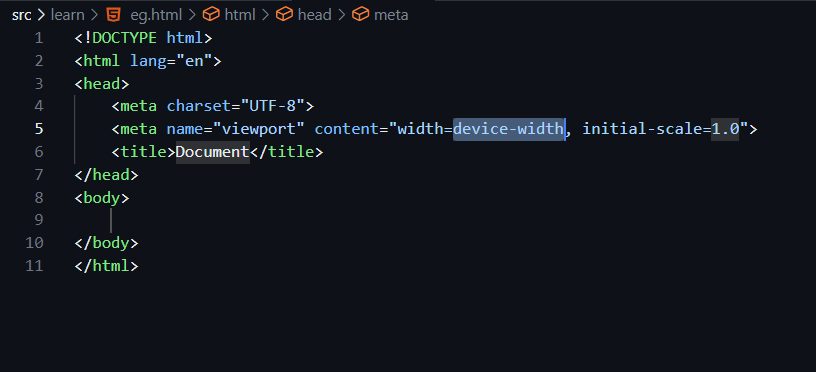 src > learn > eg.html > html > head > meta
1 <!DOCTYPE html>
2 <html lang="en">
3 <head>
4     <meta charset="UTF-8">
5     <meta name="viewport" content="width=device-width, initial-scale=1.0">
6     <title>Document</title>
7 </head>
8 <body>
9
10 </body>
11 </html>